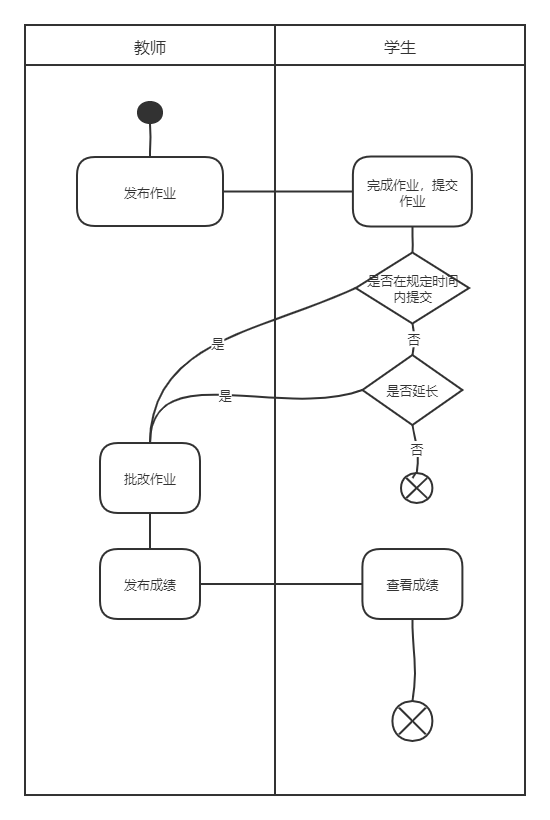 教师
学生
发布作业
完成作业，提交
作业
是否在规定时间
内提交
是
否
是
是否延长
否
批改作业
发布成绩
查看成绩